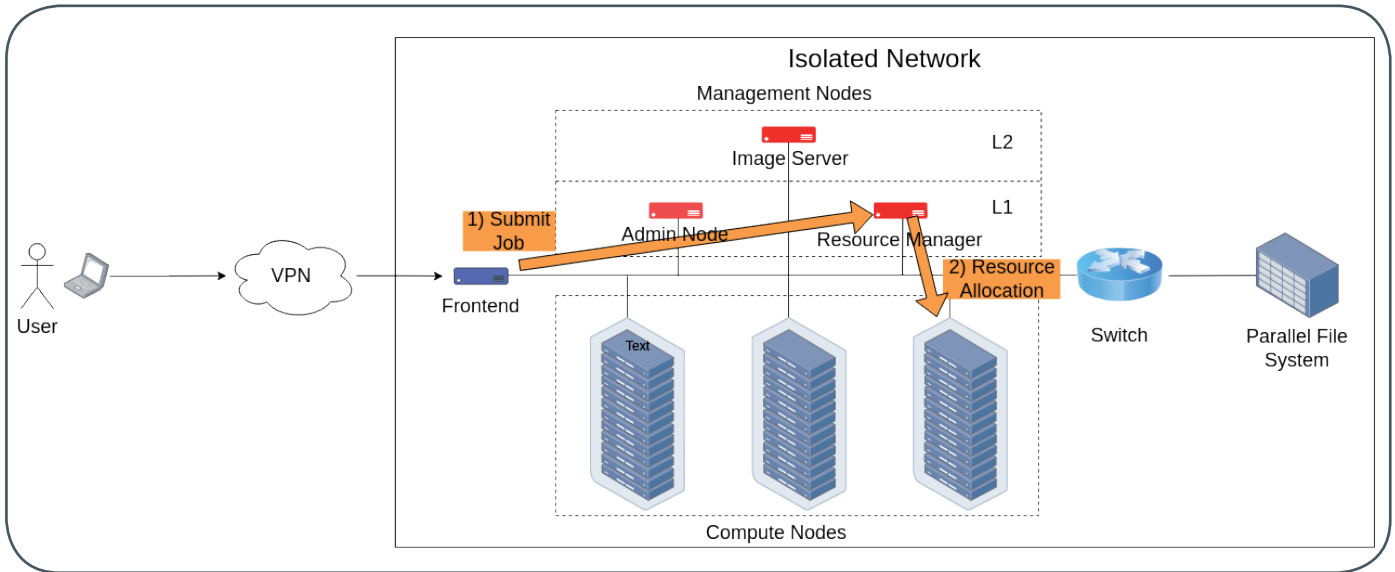 Isolated Network
Management Nodes
L2
Image Server
L1
1) Submit
Job
Admin Node
Resource Manager
VPN
2) Resource
Allocation
Frontend
User
Switch
Parallel File
System
Text
Compute Nodes